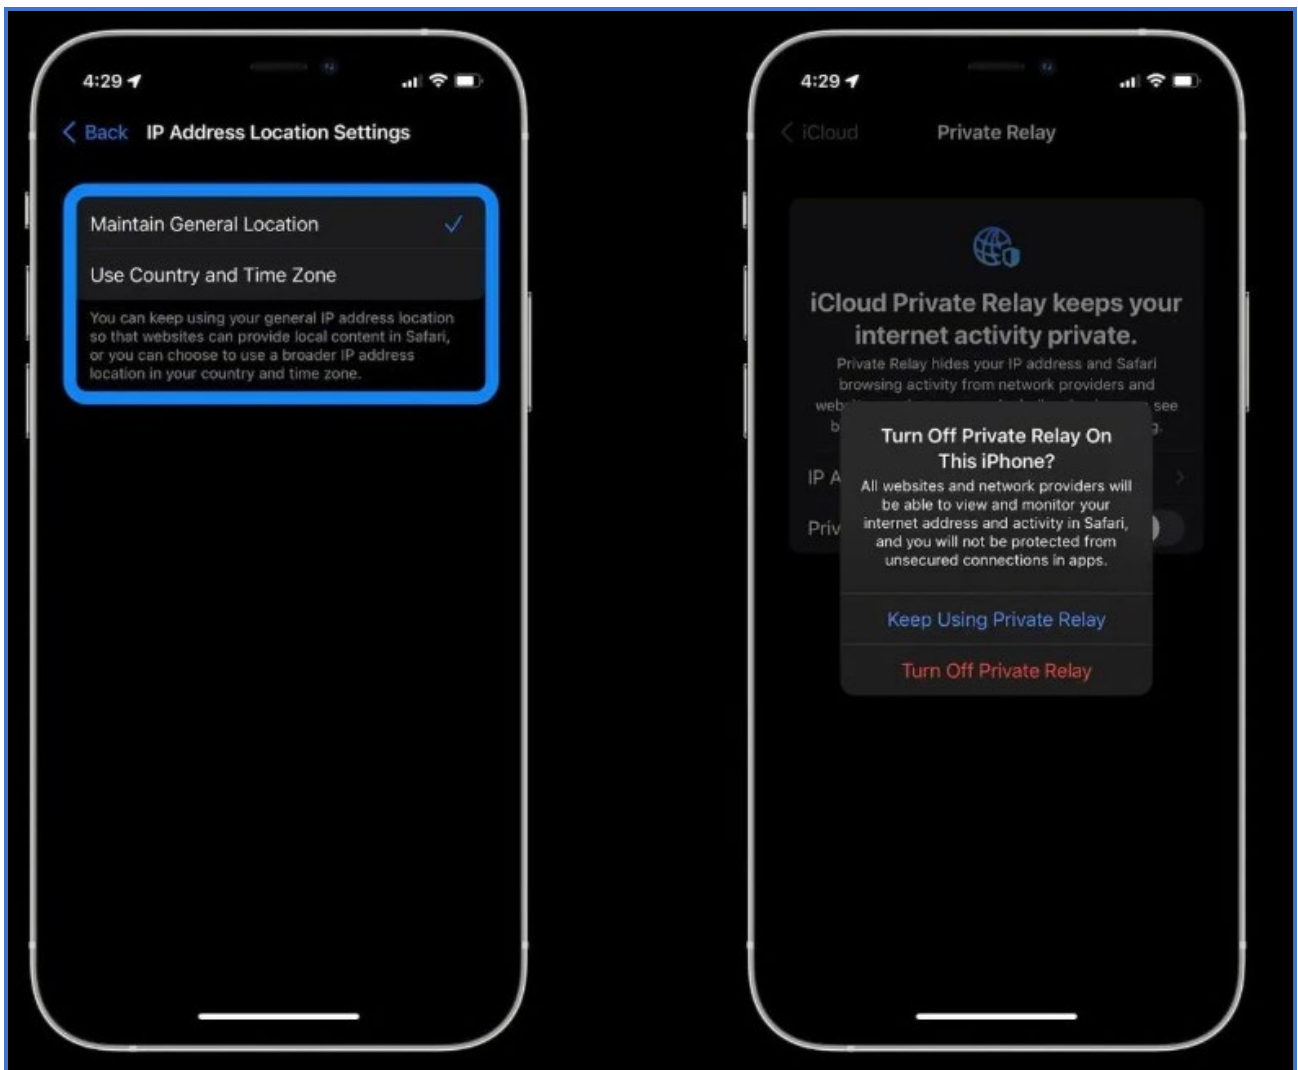 4:29
Back IP Address Location Settings
Maintain General Location
Use Country and Time Zone
You can keep using your general IP address location
so that websites can provide local content in Safari,
or you can choose to use a broader IP address
location in your country and time zone.
4:29
iCloud Private Relay
iCloud Private Relay keeps your
internet activity private.
Private Relay hides your IP address and Safari
browsing activity from network providers and
web
see
b
g.
Turn Off Private Relay On
This iPhone?
All websites and network providers will
be able to view and monitor your
internet address and activity in Safari,
and you will not be protected from
unsecured connections in apps.
IP A
Priv
Keep Using Private Relay
Turn Off Private Relay